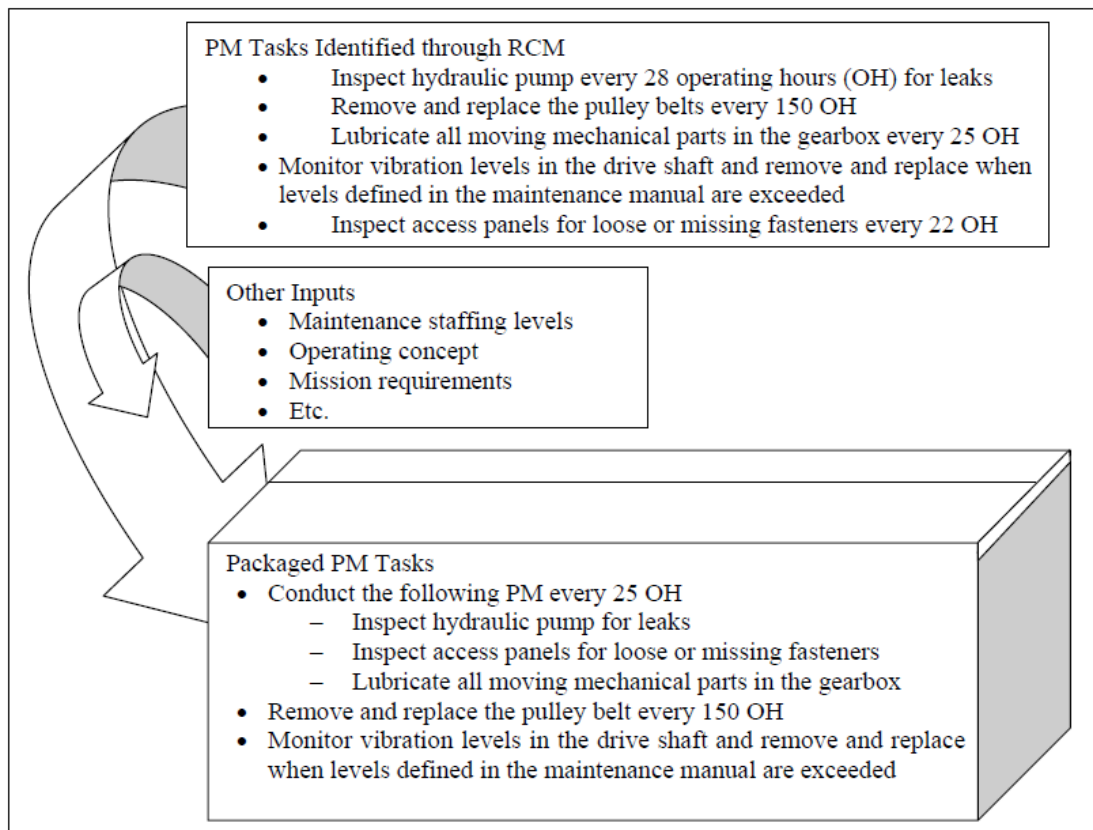 PM Tasks Identified through RCM
• Inspect hydraulic pump every 28 operating hours (OH) for leaks
• Remove and replace the pulley belts every 150 OH
• Lubricate all moving mechanical parts in the gearbox every 25 OH
• Monitor vibration levels in the drive shaft and remove and replace when
levels defined in the maintenance manual are exceeded
• Inspect access panels for loose or missing fasteners every 22 OH
Other Inputs
• Maintenance staffing levels
• Operating concept
• Mission requirements
• Etc.
Packaged PM Tasks
• Conduct the following PM every 25 OH
– Inspect hydraulic pump for leaks
– Inspect access panels for loose or missing fasteners
– Lubricate all moving mechanical parts in the gearbox
• Remove and replace the pulley belt every 150 OH
• Monitor vibration levels in the drive shaft and remove and replace
when levels defined in the maintenance manual are exceeded